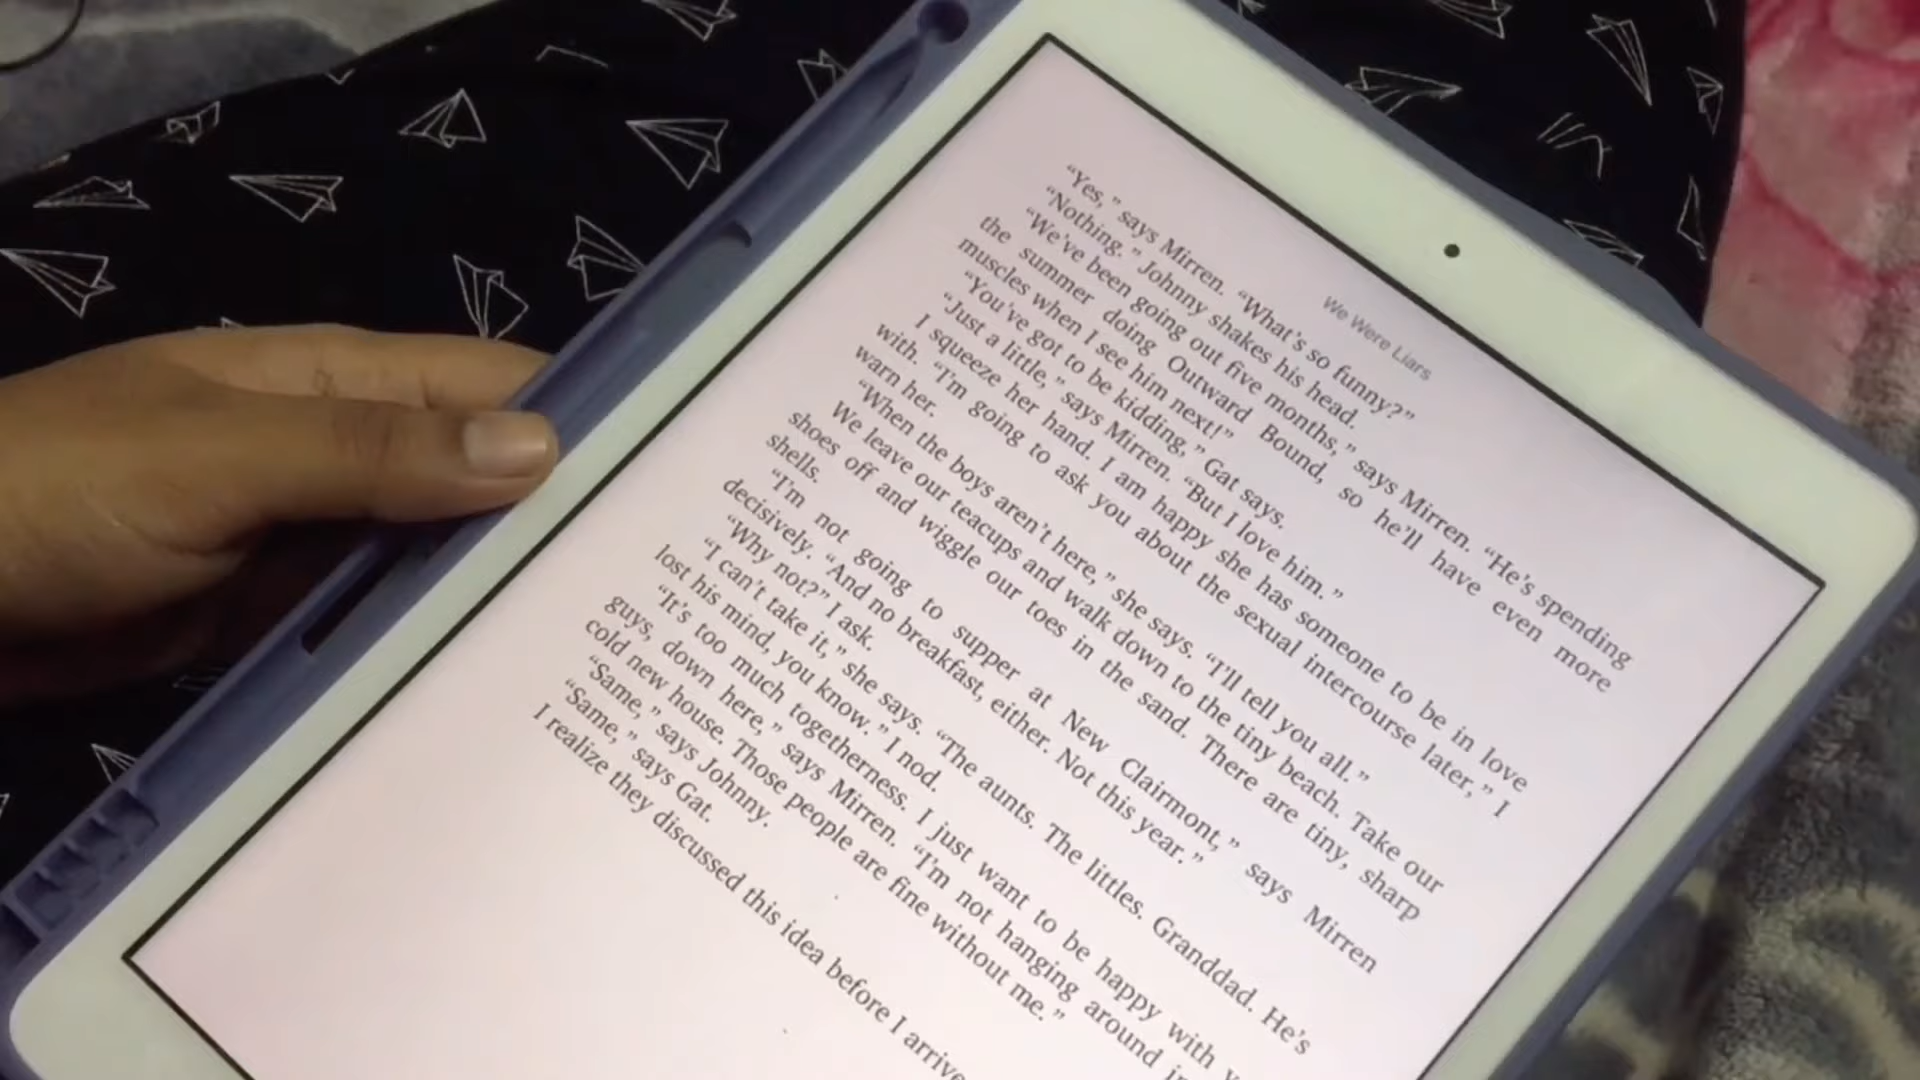 We Were Liars
“Yes,” says Mirren. “What’s so funny?”
“Nothing.” Johnny shakes his head.
“We’ve been going out five months,” says Mirren. “He’s spending
the summer doing Outward Bound, so he’ll have even more
muscles when I see him next!”
“You’ve got to be kidding,” Gat says.
“Just a little,” says Mirren. “But I love him.”
I squeeze her hand. I am happy she has someone to be in love
with. “I’m going to ask you about the sexual intercourse later,” I
warn her.
“When the boys aren’t here,” she says. “I’ll tell you all.”
We leave our teacups and walk down to the tiny beach. Take our
shoes off and wiggle our toes in the sand. There are tiny, sharp
shells.
“I’m not going to supper at New Clairmont,” says Mirren
decisively. “And no breakfast, either. Not this year.”
“Why not?” I ask.
“I can’t take it,” she says. “The aunts. The littles. Granddad. He’s
lost his mind, you know.” I nod.
“It’s too much togetherness. I just want to be happy with
guys, down here,” says Mirren. “I’m not hanging around
cold new house. Those people are fine without me.”
“Same,” says Johnny.
“Same,” says Gat.
I realize they discussed this idea before I arrive